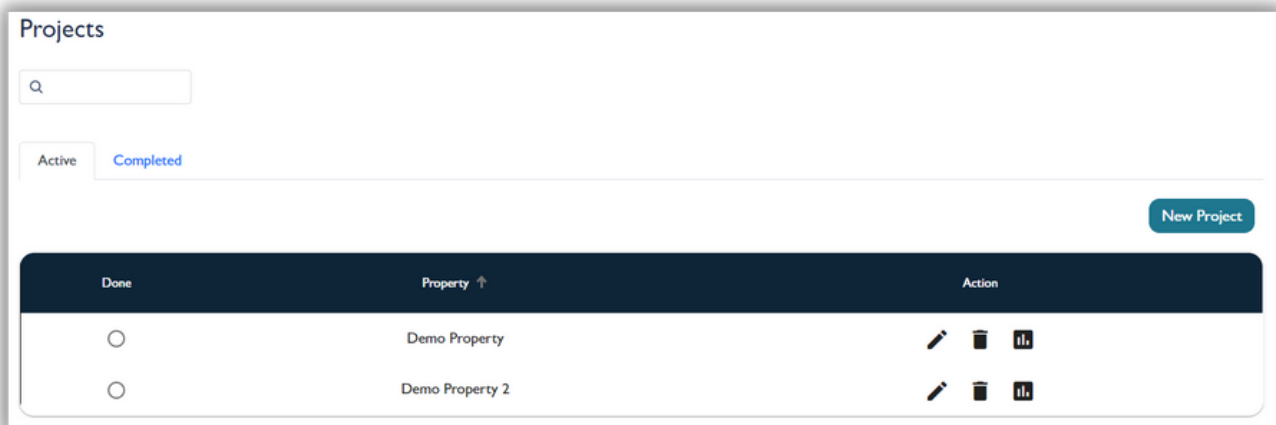 Projects
Active Completed
New Project
Done Property Action
Demo Property
Demo Property 2